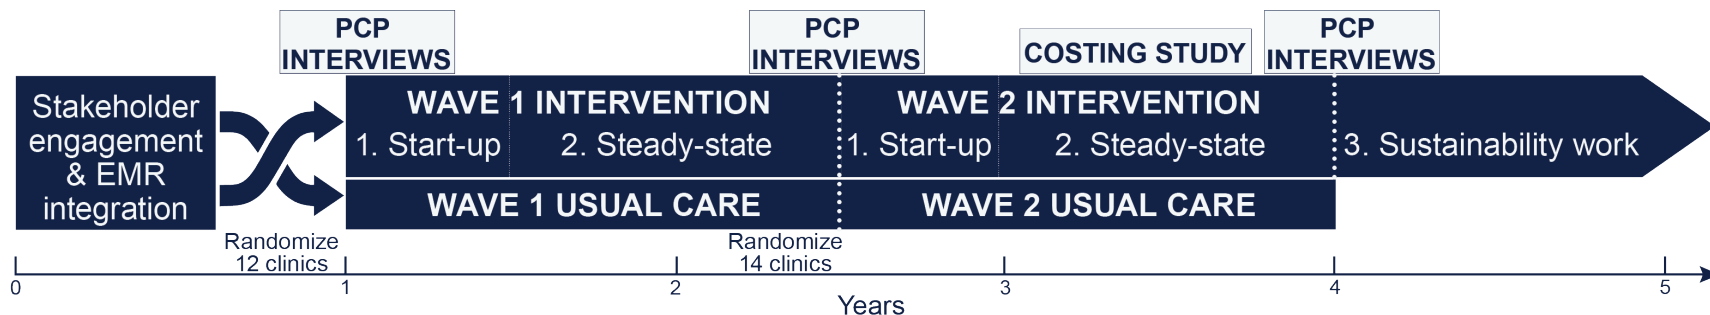 PCP
INTERVIEWS
PCP
INTERVIEWS
COSTING STUDY
PCP
INTERVIEWS
Stakeholder
engagement
& EMR
integration
WAVE 1 INTERVENTION
1. Start-up
2. Steady-state
WAVE 2 INTERVENTION
1. Start-up
2. Steady-state
3. Sustainability work
WAVE 1 USUAL CARE
WAVE 2 USUAL CARE
Randomize
12 clinics
Randomize
14 clinics
0
1
2
3
4
5
Years